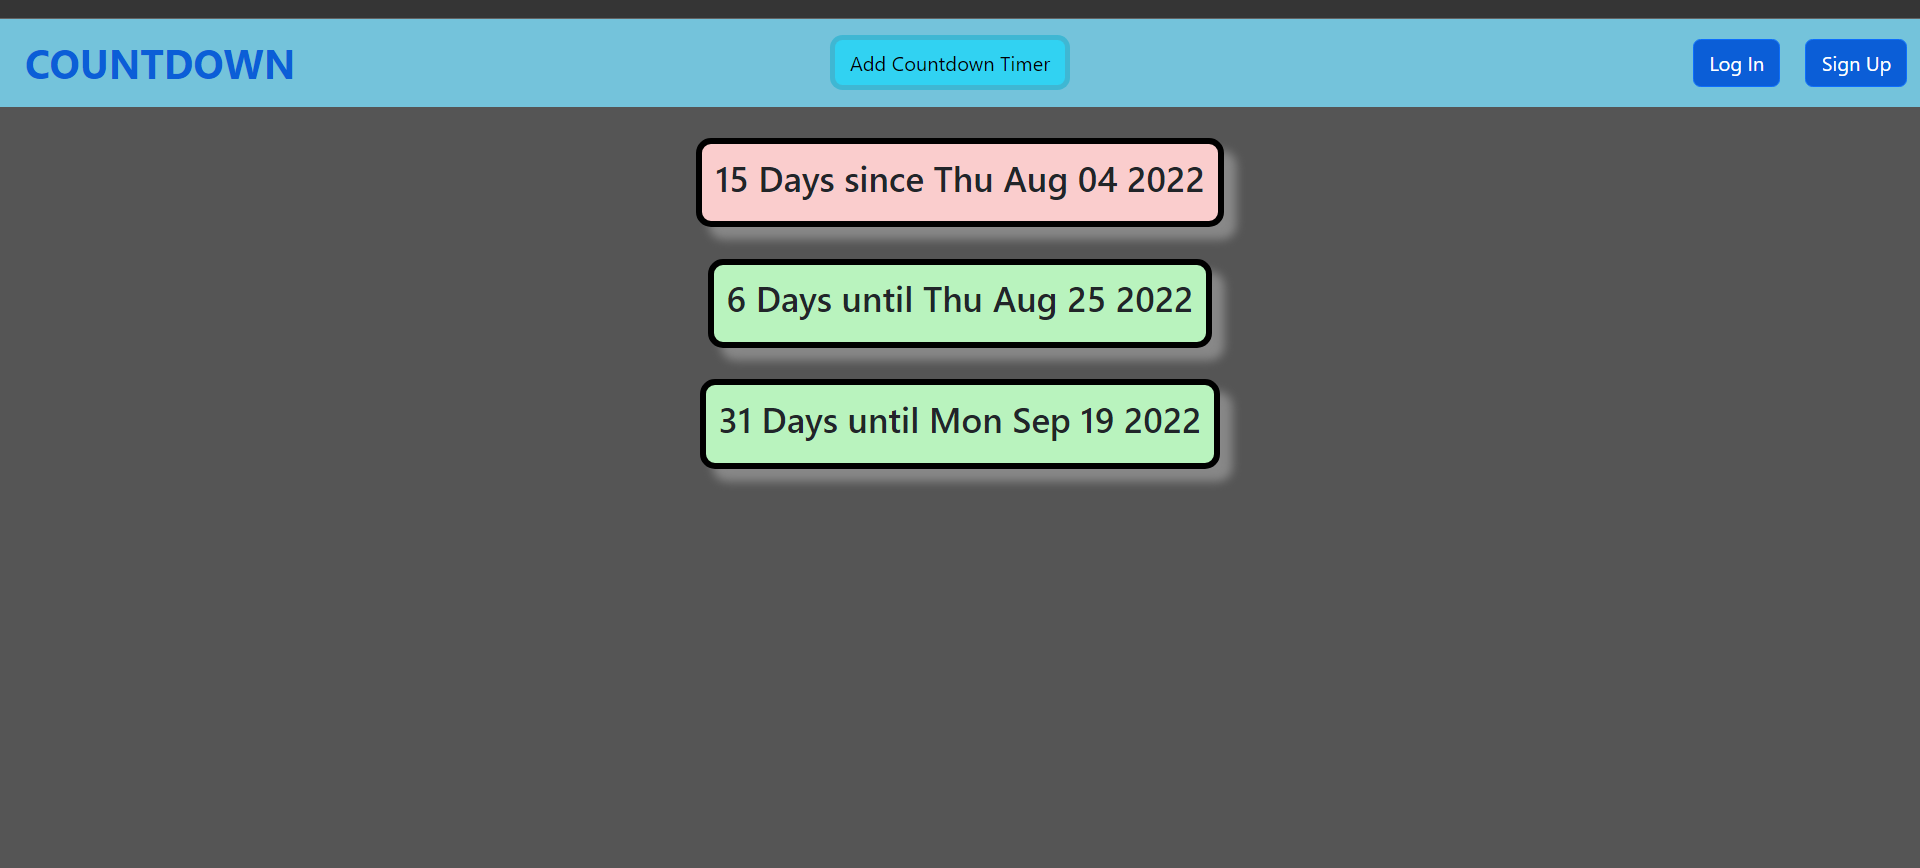 COUNTDOWN
Add Countdown Timer
Log In
Sign Up
15 Days since Thu Aug 04 2022
6 Days until Thu Aug 25 2022
31 Days until Mon Sep 19 2022